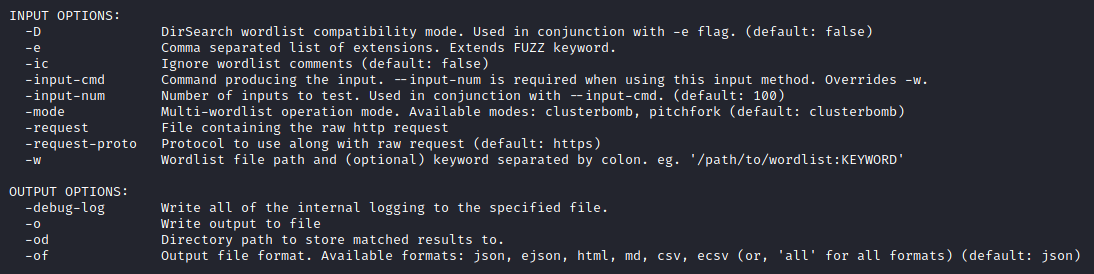 INPUT OPTIONS:
-D DirSearch wordlist compatibility mode. Used in conjunction with -e flag. (default: false)
-e Comma separated list of extensions. Extends FUZZ keyword.
-ic Ignore wordlist comments (default: false)
-input-cmd Command producing the input. --input-num is required when using this input method. Overrides -w.
-input-num Number of inputs to test. Used in conjunction with --input-cmd. (default: 100)
-mode Multi-wordlist operation mode. Available modes: clusterbomb, pitchfork (default: clusterbomb)
-request File containing the raw http request
-request-proto Protocol to use along with raw request (default: https)
-w Wordlist file path and (optional) keyword separated by colon. eg. '/path/to/wordlist:KEYWORD'
OUTPUT OPTIONS:
-debug-log Write all of the internal logging to the specified file.
-o Write output to file
-od Directory path to store matched results to.
-of Output file format. Available formats: json, ejson, html, md, csv, ecsv (or, 'all' for all formats) (default: json)